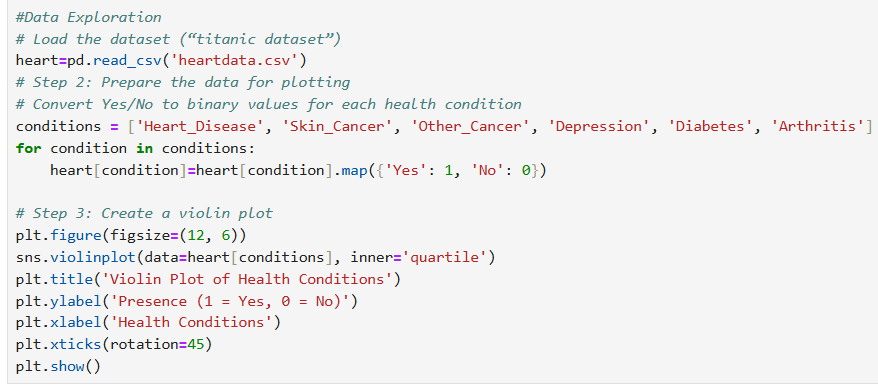 #Data Exploration
# Load the dataset (“titanic dataset”)
heart=pd.read_csv('heartdata.csv')
# Step 2: Prepare the data for plotting
# Convert Yes/No to binary values for each health condition
conditions = ['Heart_Disease', 'Skin_Cancer', 'Other_Cancer', 'Depression', 'Diabetes', 'Arthritis']
for condition in conditions:
    heart[condition]=heart[condition].map({'Yes': 1, 'No': 0})

# Step 3: Create a violin plot
plt.figure(figsize=(12, 6))
sns.violinplot(data=heart[conditions], inner='quartile')
plt.title('Violin Plot of Health Conditions')
plt.ylabel('Presence (1 = Yes, 0 = No)')
plt.xlabel('Health Conditions')
plt.xticks(rotation=45)
plt.show()